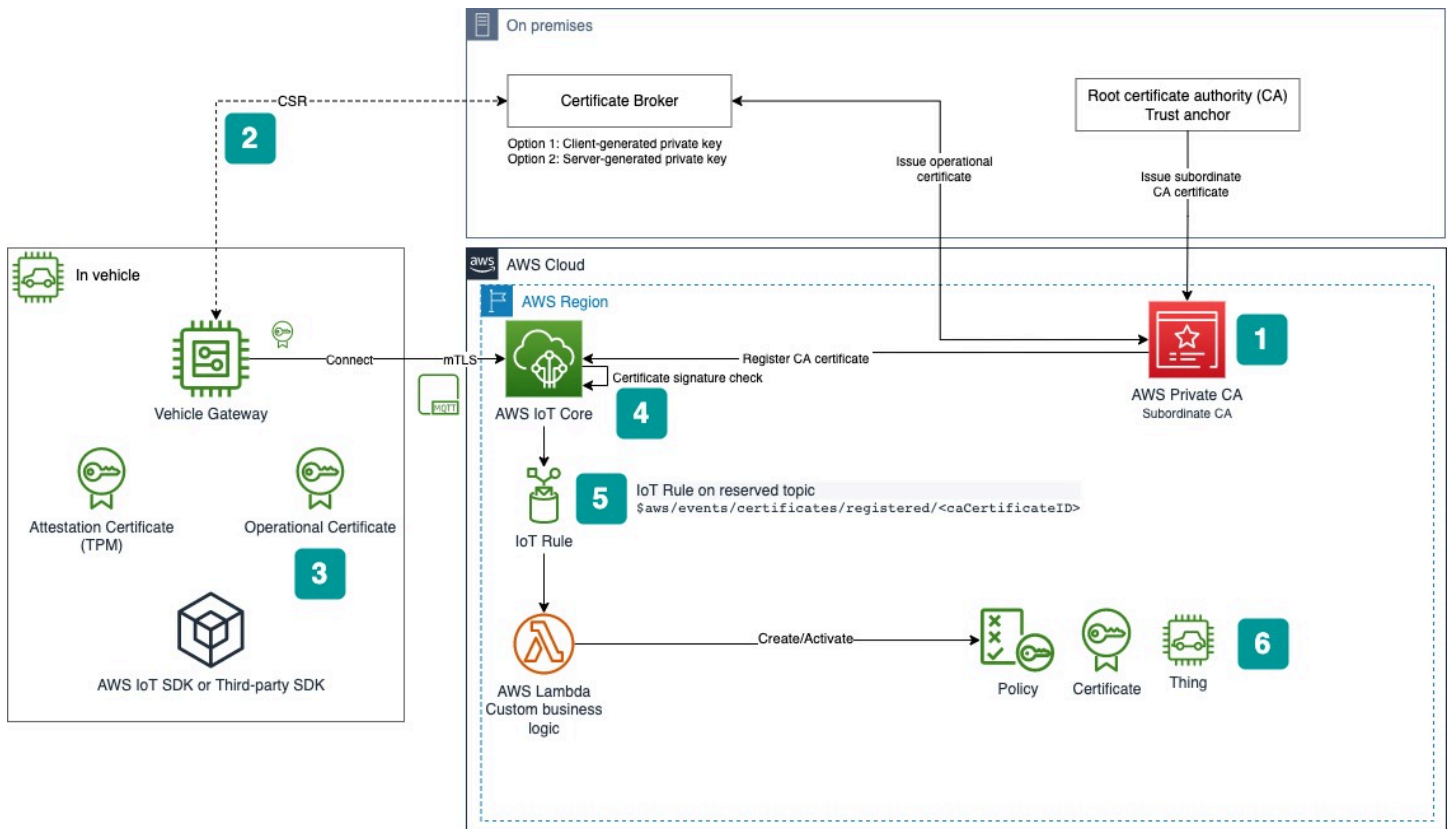 On premises
CSR
Certificate Broker
Root certificate authority (CA)
Trust anchor
2
Option 1: Client-generated private key
Option 2: Server-generated private key
Issue operational
certificate
Issue subordinate
CA certificate
In vehicle
aws
AWS Cloud
AWS Region
1
Connect
mTLS
Register CA certificate
Certificate signature check
MQTT
Vehicle Gateway
AWS IoT Core
4
AWS Private CA
Subordinate CA
5
IoT Rule on reserved topic
$aws/events/certificates/registered/<caCertificateID>
Attestation Certificate
(TPM)
Operational Certificate
IoT Rule
3
Create/Activate
6
AWS IoT SDK or Third-party SDK
AWS Lambda
Custom business
logic
Policy
Certificate
Thing